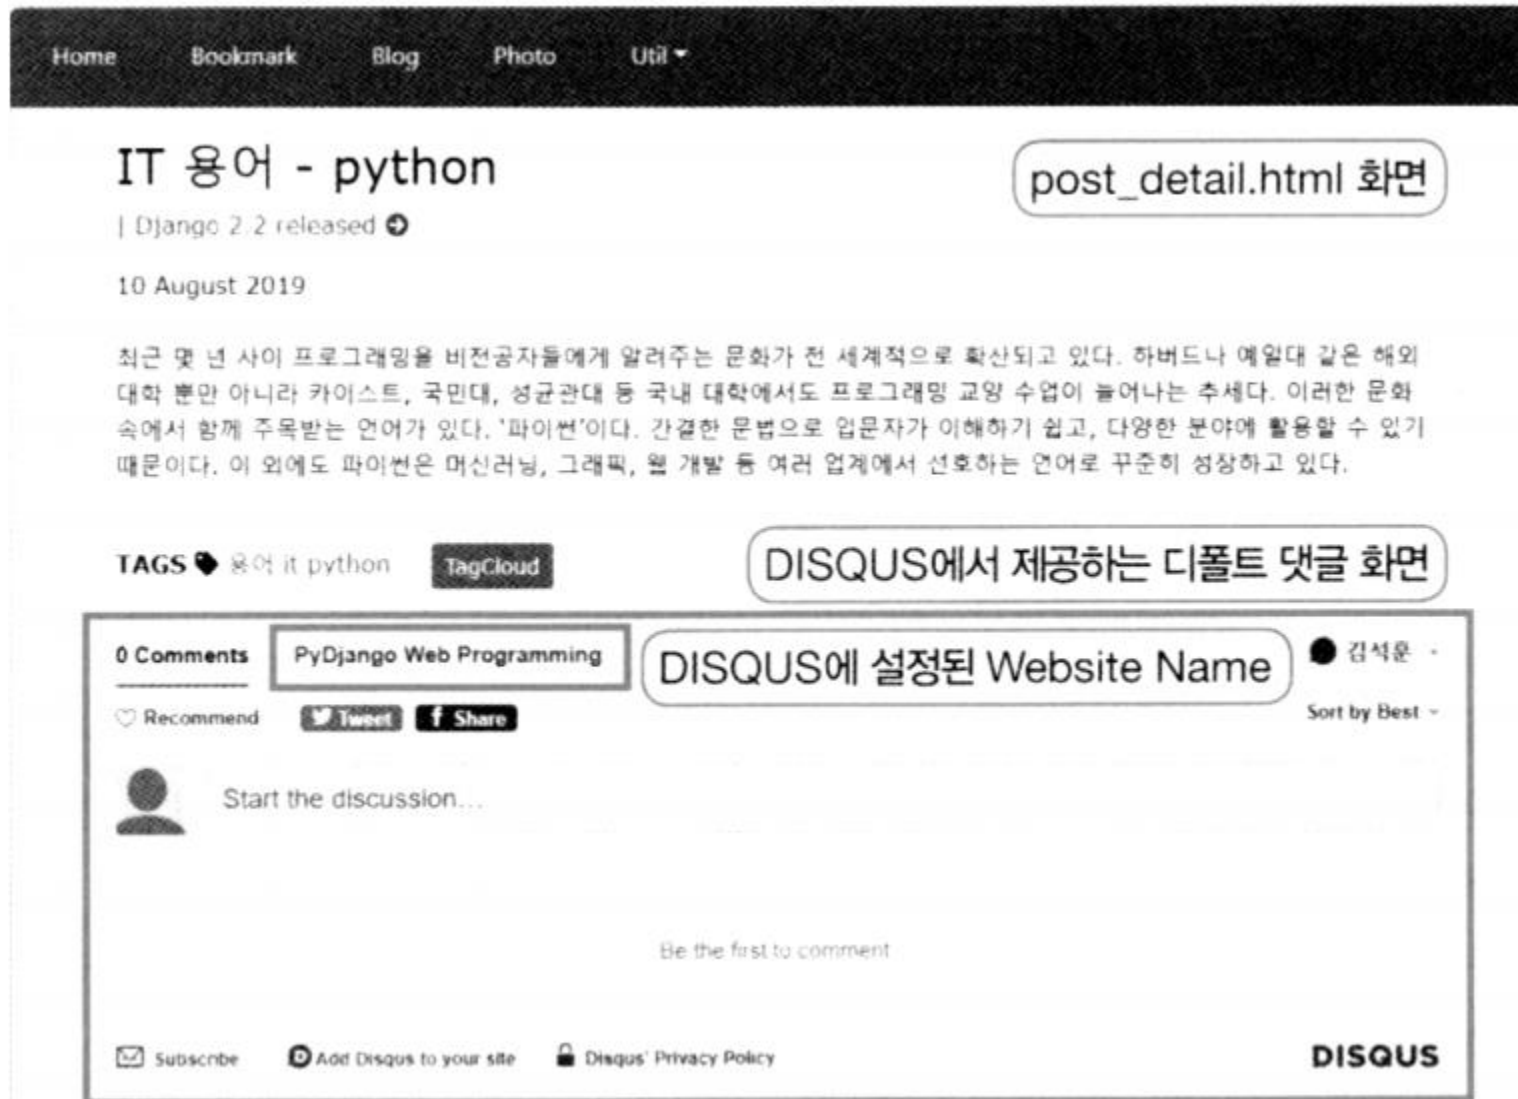 Home Bookmark Blog Photo Util
IT 용어 - python
post_detail.html 화면
| Django 2.2 released
10 August 2019
최근 몇 년 사이 프로그래밍을 비전공자들에게 알려주는 문화가 전 세계적으로 확산되고 있다. 하버드나 예일대 같은 해외
대학 뿐만 아니라 카이스트, 국민대, 성균관대 등 국내 대학에서도 프로그래밍 교양 수업이 늘어나는 추세다. 이러한 문화
속에서 함께 주목받는 언어가 있다. '파이썬'이다. 간결한 문법으로 입문자가 이해하기 쉽고, 다양한 분야에 활용할 수 있기
때문이다. 이 외에도 파이썬은 머신러닝, 그래픽, 웹 개발 등 여러 업계에서 선호하는 언어로 꾸준히 성장하고 있다.
TAGS 용어 it python TagCloud
DISQUS에서 제공하는 디폴트 댓글 화면
0 Comments PyDjango Web Programming
DISQUS에 설정된 Website Name
김석훈
Recommend Tweet f Share Sort by Best
Start the discussion...
Be the first to comment
Subscribe Add Disqus to your site Disqus' Privacy Policy DISQUS